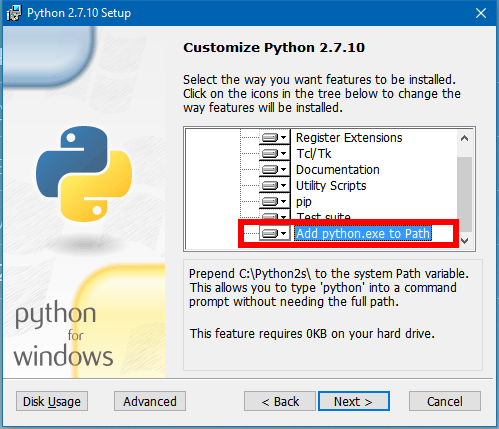 Python 2.7.10 Setup
Customize Python 2.7.10
Select the way you want features to be installed.
Click on the icons in the tree below to change the
way features will be installed.
Register Extensions
Tcl/Tk
Documentation
Utility Scripts
pip
Test suite
Add python.exe to Path
Prepend C:\Python2s\ to the system Path variable.
This allows you to type 'python' into a command
prompt without needing the full path.
This feature requires 0KB on your hard drive.
python
for
windows
Disk Usage
Advanced
< Back
Next >
Cancel